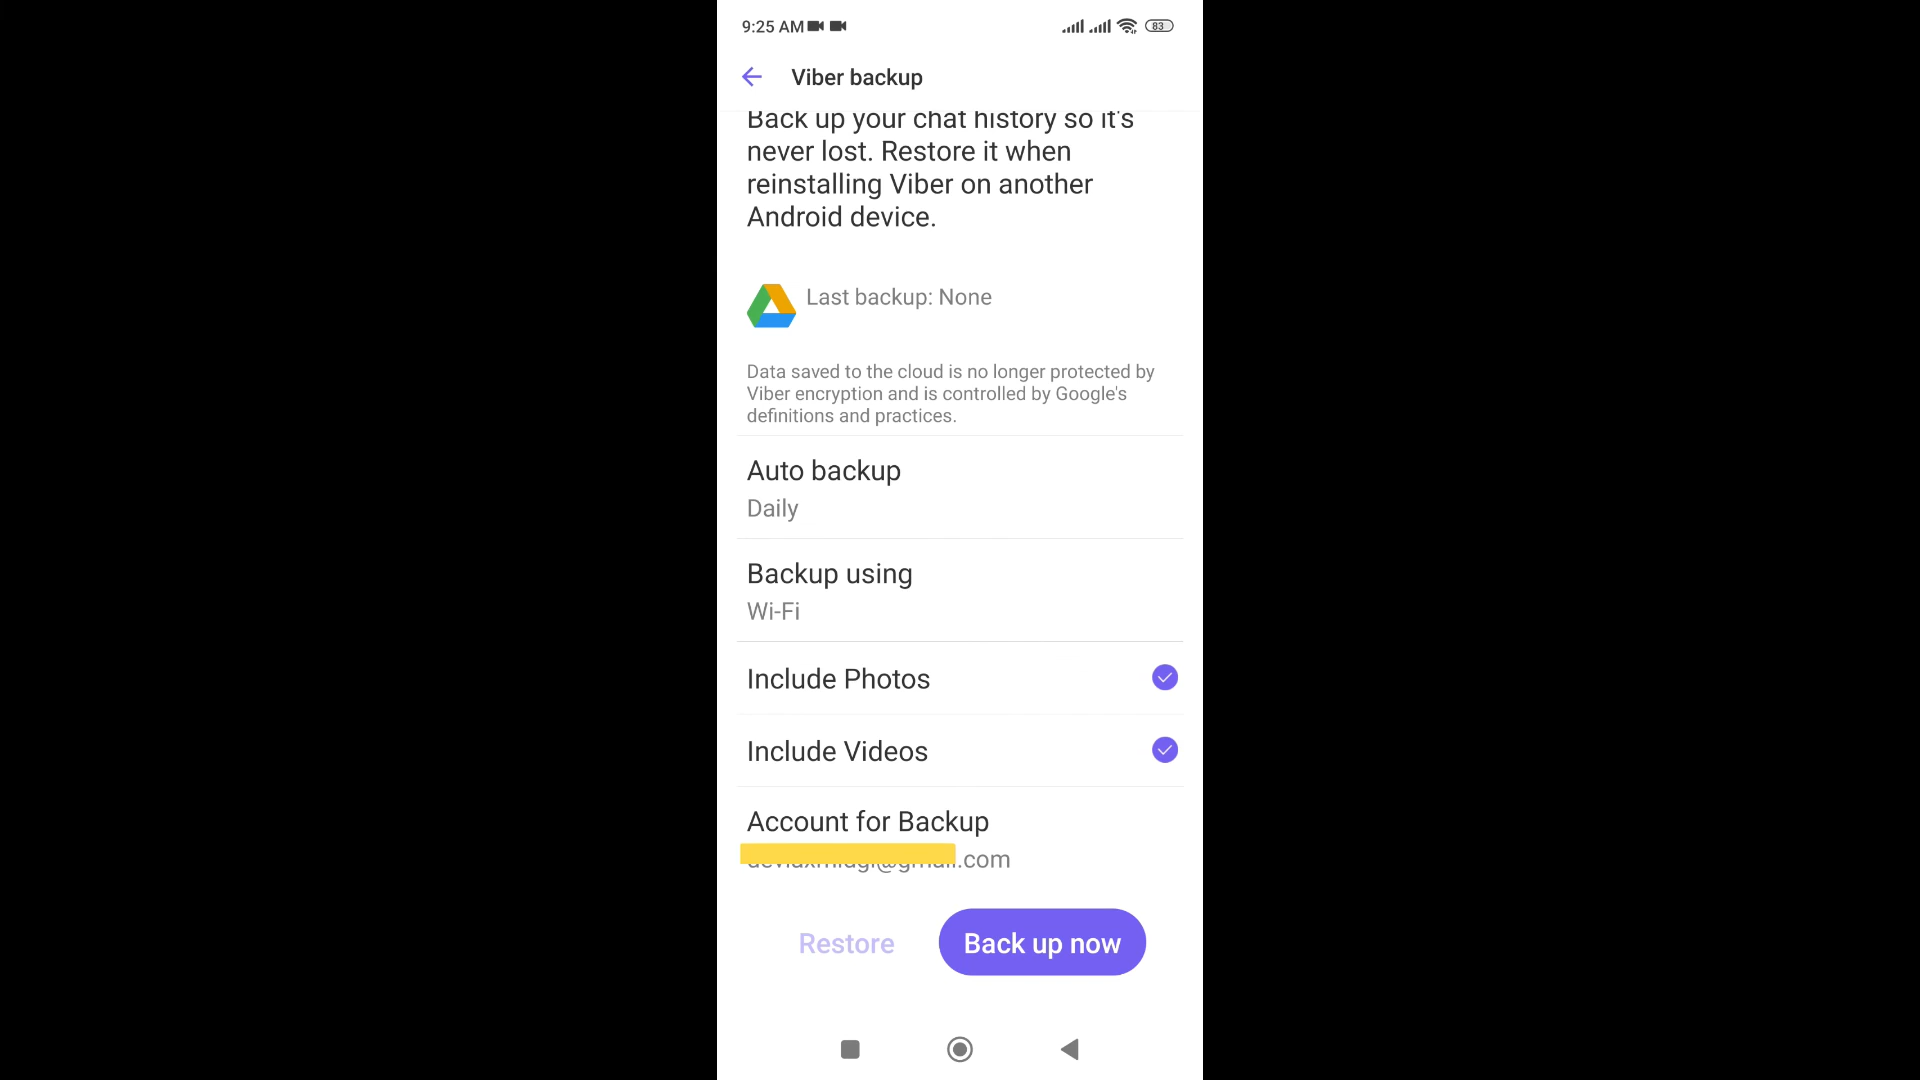 9:25 AM
83
Viber backup
Back up your chat history so it's
never lost. Restore it when
reinstalling Viber on another
Android device.
Last backup: None
Data saved to the cloud is no longer protected by
Viber encryption and is controlled by Google's
definitions and practices.
Auto backup
Daily
Backup using
Wi-Fi
Include Photos
Include Videos
Account for Backup
.com
Restore
Back up now